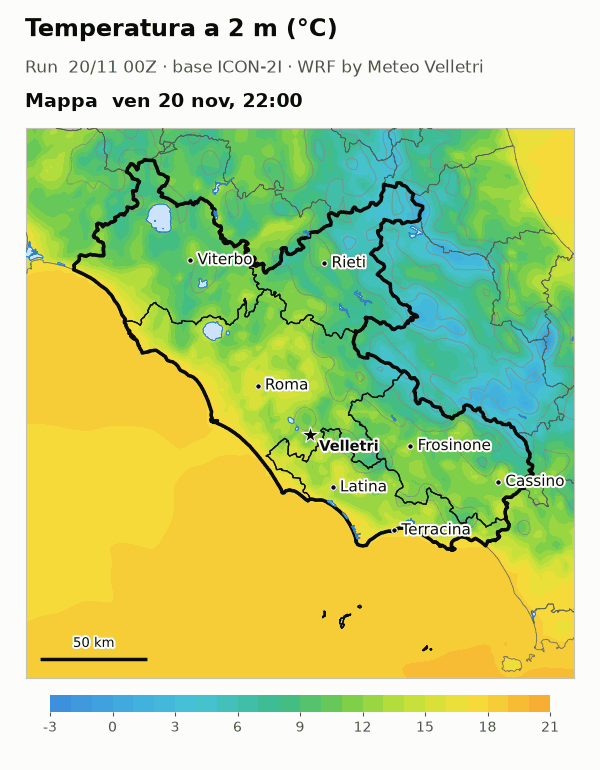 Temperatura a 2 m (°C)
Run  20/11 00Z · base ICON-2I · WRF by Meteo Velletri
Mappa  ven 20 nov, 22:00
Viterbo
Rieti
Roma
Velletri
Frosinone
Latina
Cassino
Terracina
50 km
-3 0 3 6 9 12 15 18 21